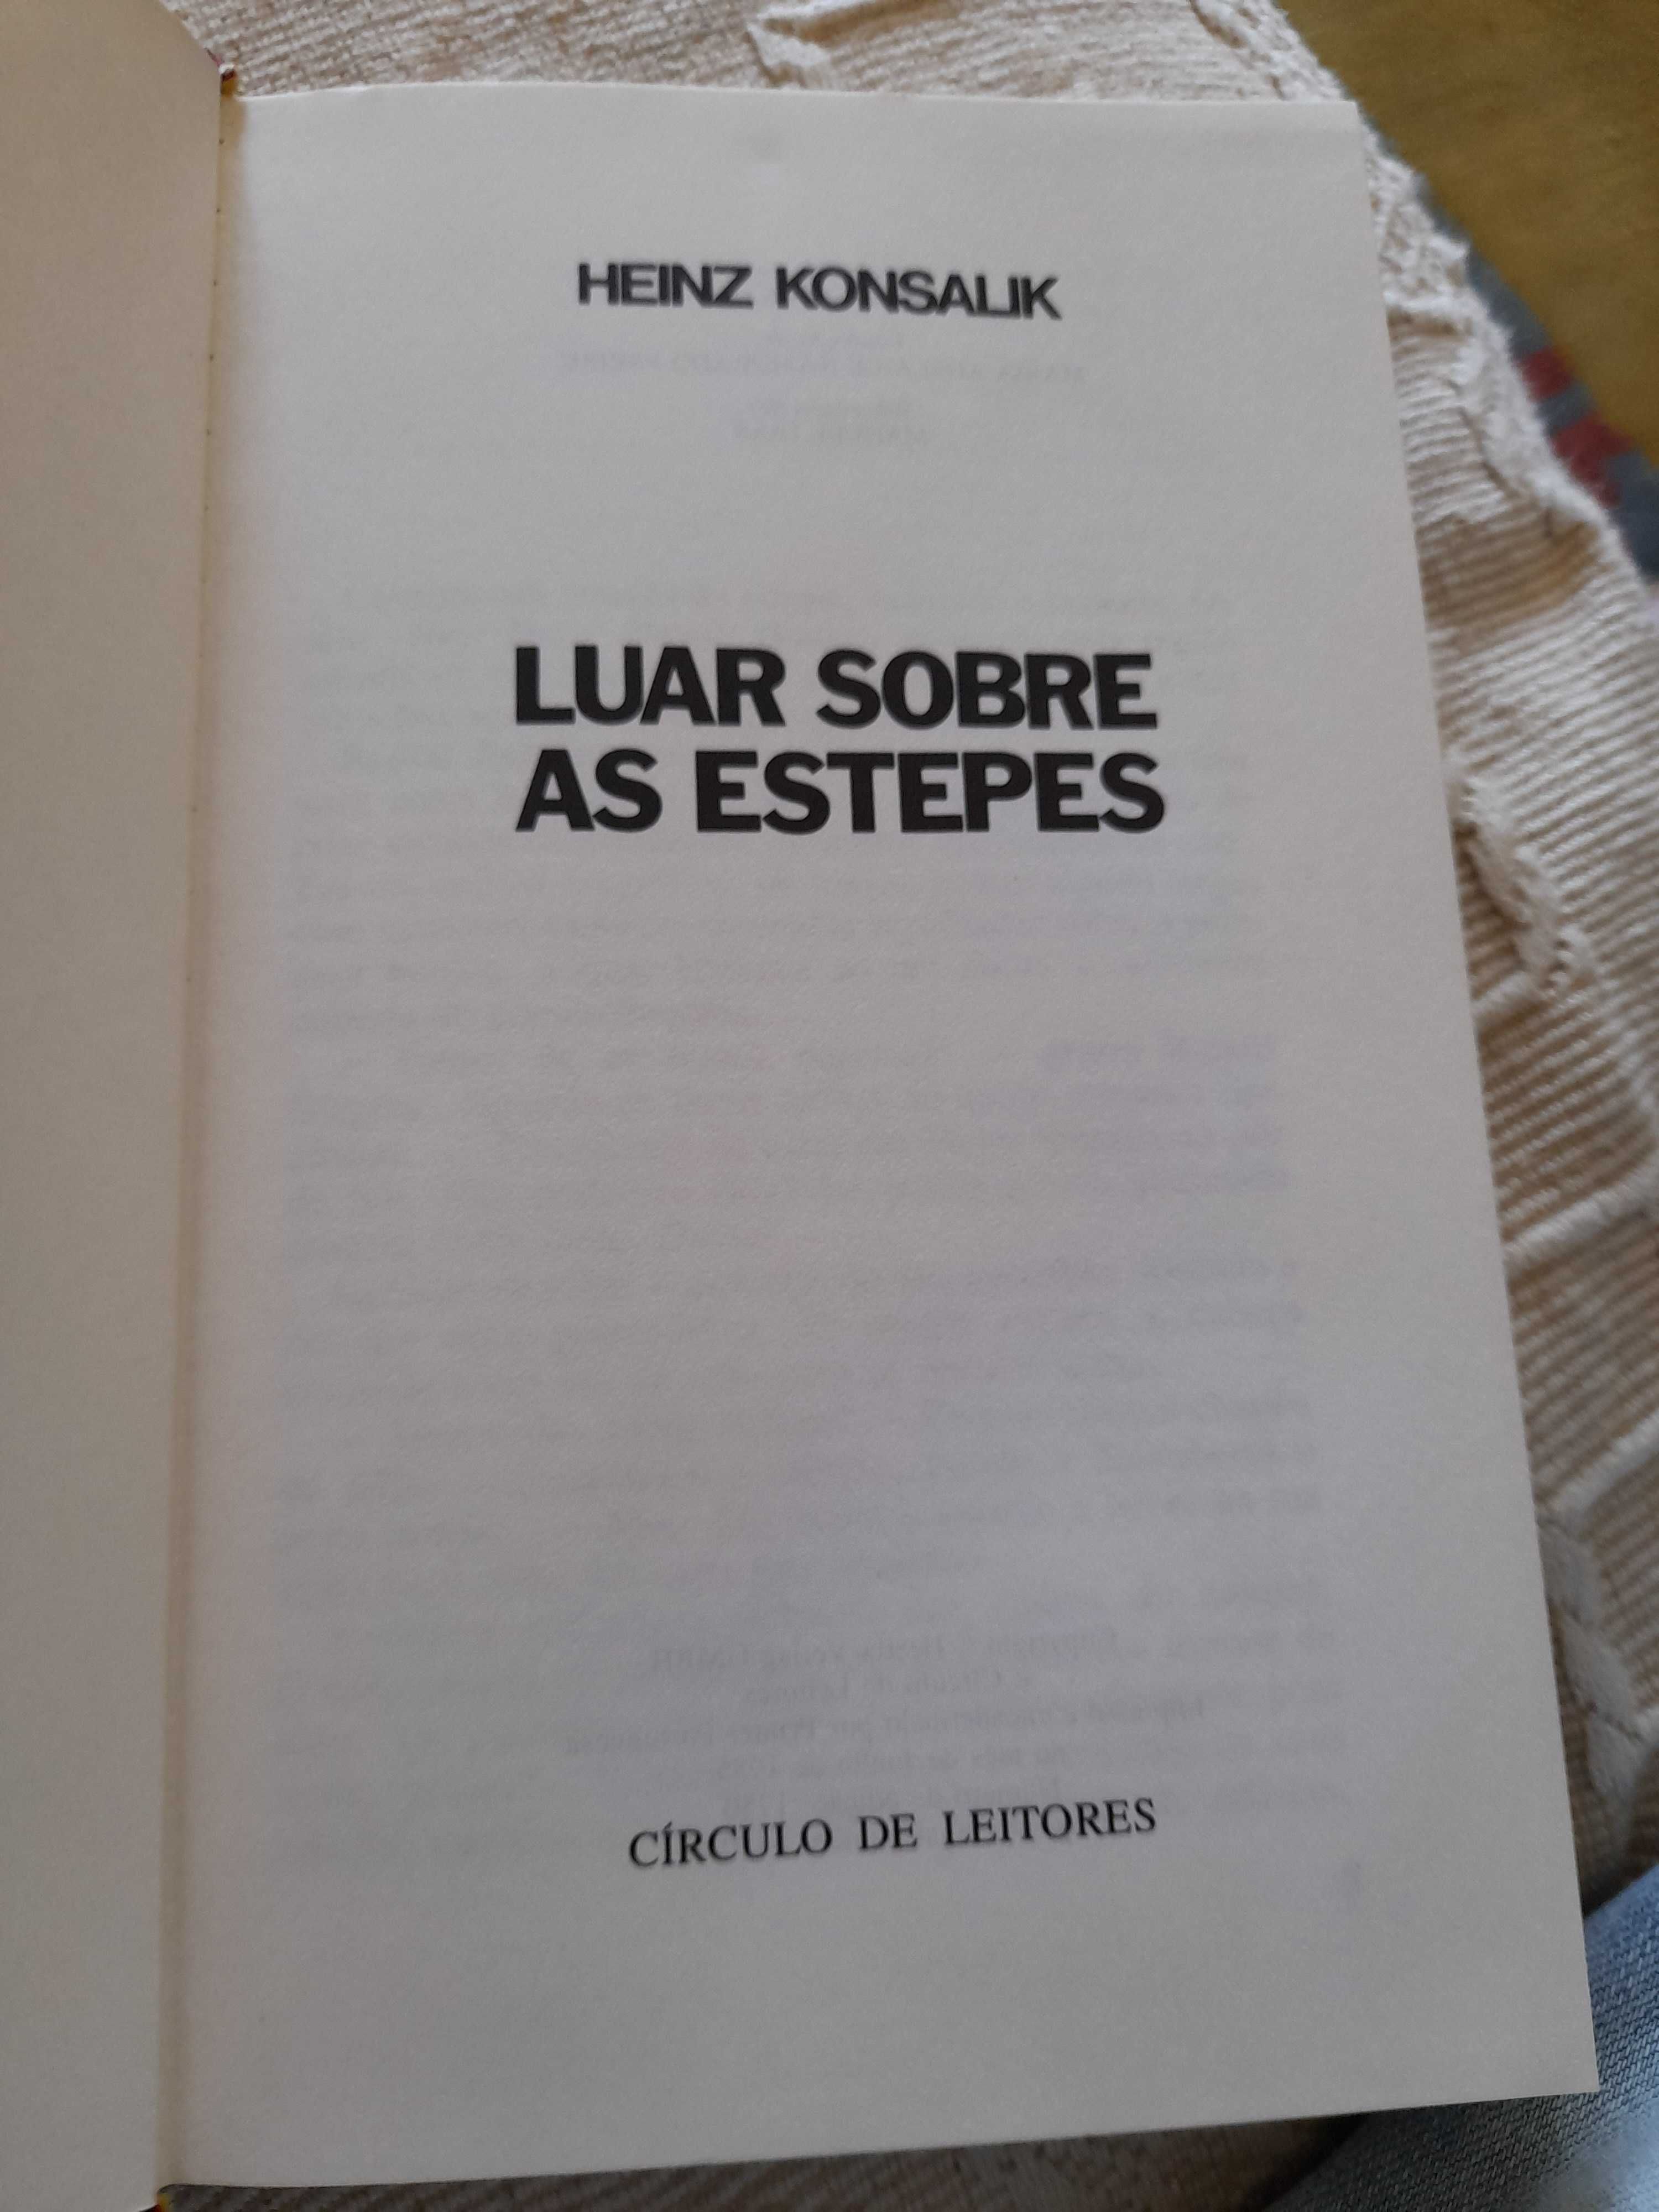 HEINZ KONSALIK
LUAR SOBRE
AS ESTEPES
CÍRCULO DE LEITORES